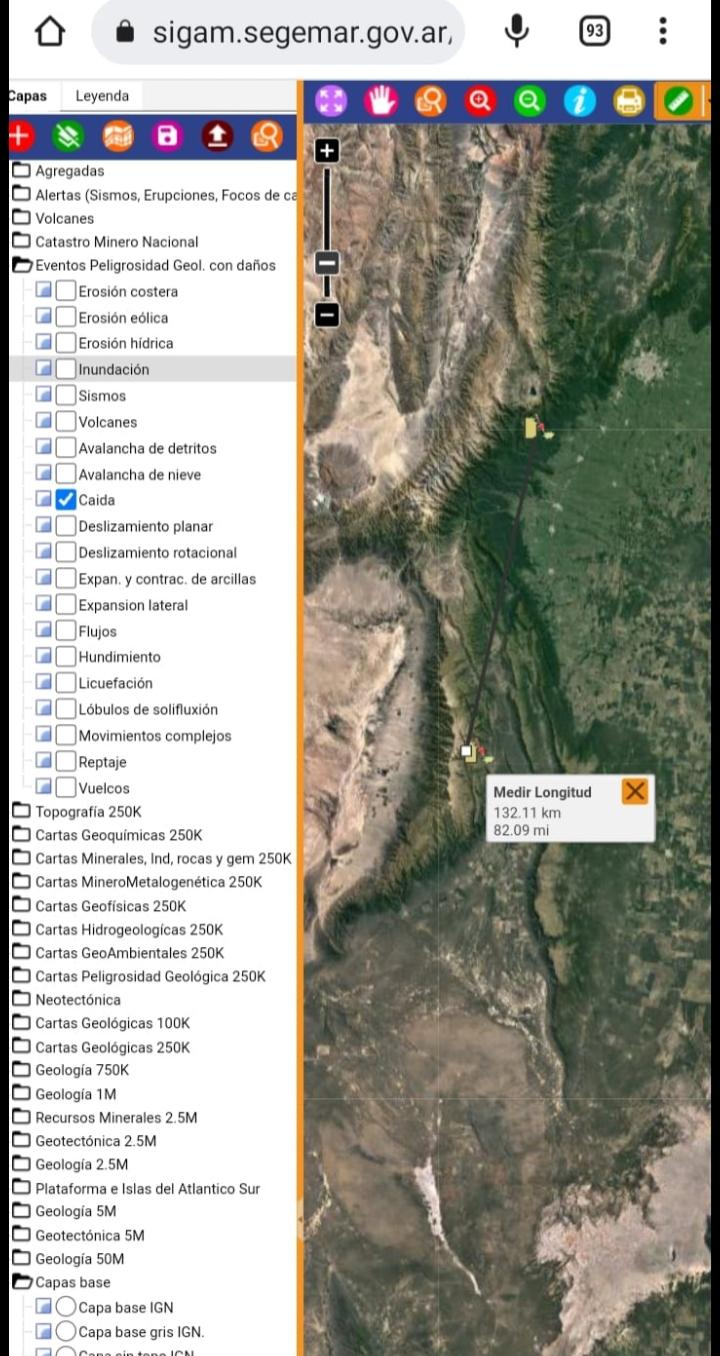 sigam.segemar.gov.ar,
93
Capas
Leyenda
Agregadas
Alertas (Sismos, Erupciones, Focos de ca
Volcanes
Catastro Minero Nacional
Eventos Peligrosidad Geol. con daños
Erosión costera
Erosión eólica
Erosión hídrica
Inundación
Sismos
Volcanes
Avalancha de detritos
Avalancha de nieve
Caida
Deslizamiento planar
Deslizamiento rotacional
Expan. y contrac. de arcillas
Expansion lateral
Flujos
Hundimiento
Licuefación
Lóbulos de solifluxión
Movimientos complejos
Reptaje
Vuelcos
Topografía 250K
Cartas Geoquímicas 250K
Cartas Minerales, Ind, rocas y gem 250K
Cartas MineroMetalogenética 250K
Cartas Geofísicas 250K
Cartas Hidrogeologícas 250K
Cartas GeoAmbientales 250K
Cartas Peligrosidad Geológica 250K
Neotectónica
Cartas Geológicas 100K
Cartas Geológicas 250K
Geología 750K
Geología 1M
Recursos Minerales 2.5M
Geotectónica 2.5M
Geología 2.5M
Plataforma e Islas del Atlantico Sur
Geología 5M
Geotectónica 5M
Geología 50M
Capas base
Capa base IGN
Capa base gris IGN.
Capa sin topo IGN
Medir Longitud
132.11 km
82.09 mi